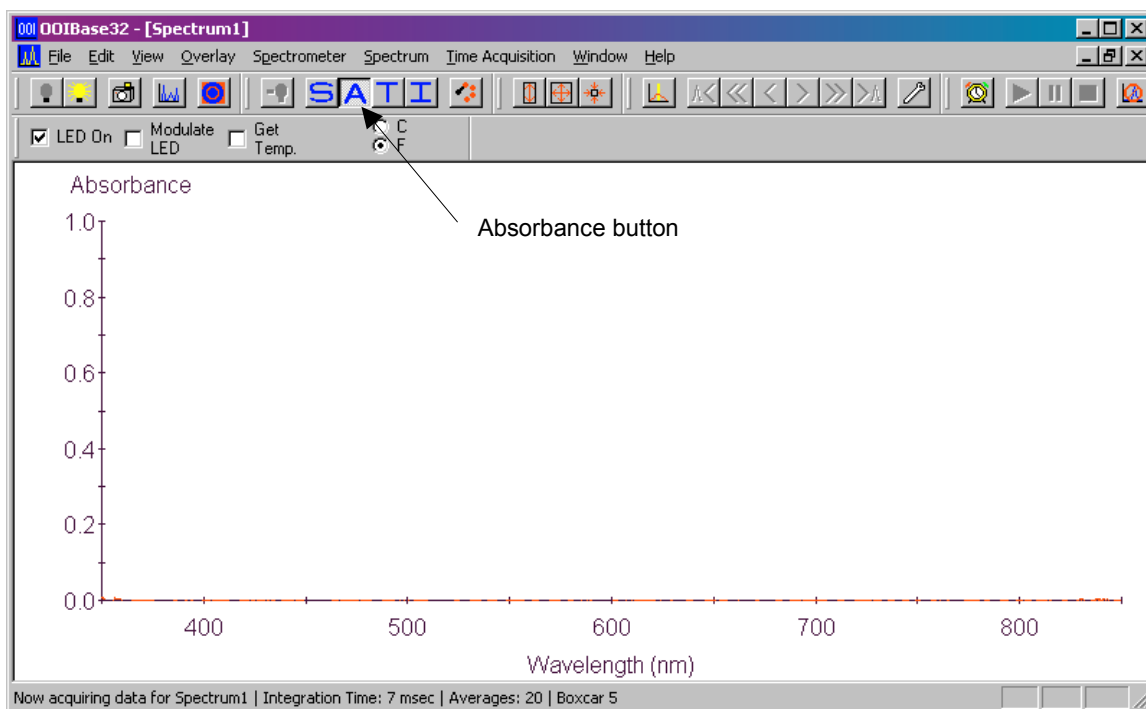 OOI OOIBase32 - [Spectrum1]
File Edit View Overlay Spectrometer Spectrum Time Acquisition Window Help
S A T I
LED On Modulate LED Get Temp. C F
Absorbance
Absorbance button
1.0
0.8
0.6
0.4
0.2
0.0
400 500 600 700 800
Wavelength (nm)
Now acquiring data for Spectrum1 | Integration Time: 7 msec | Averages: 20 | Boxcar 5